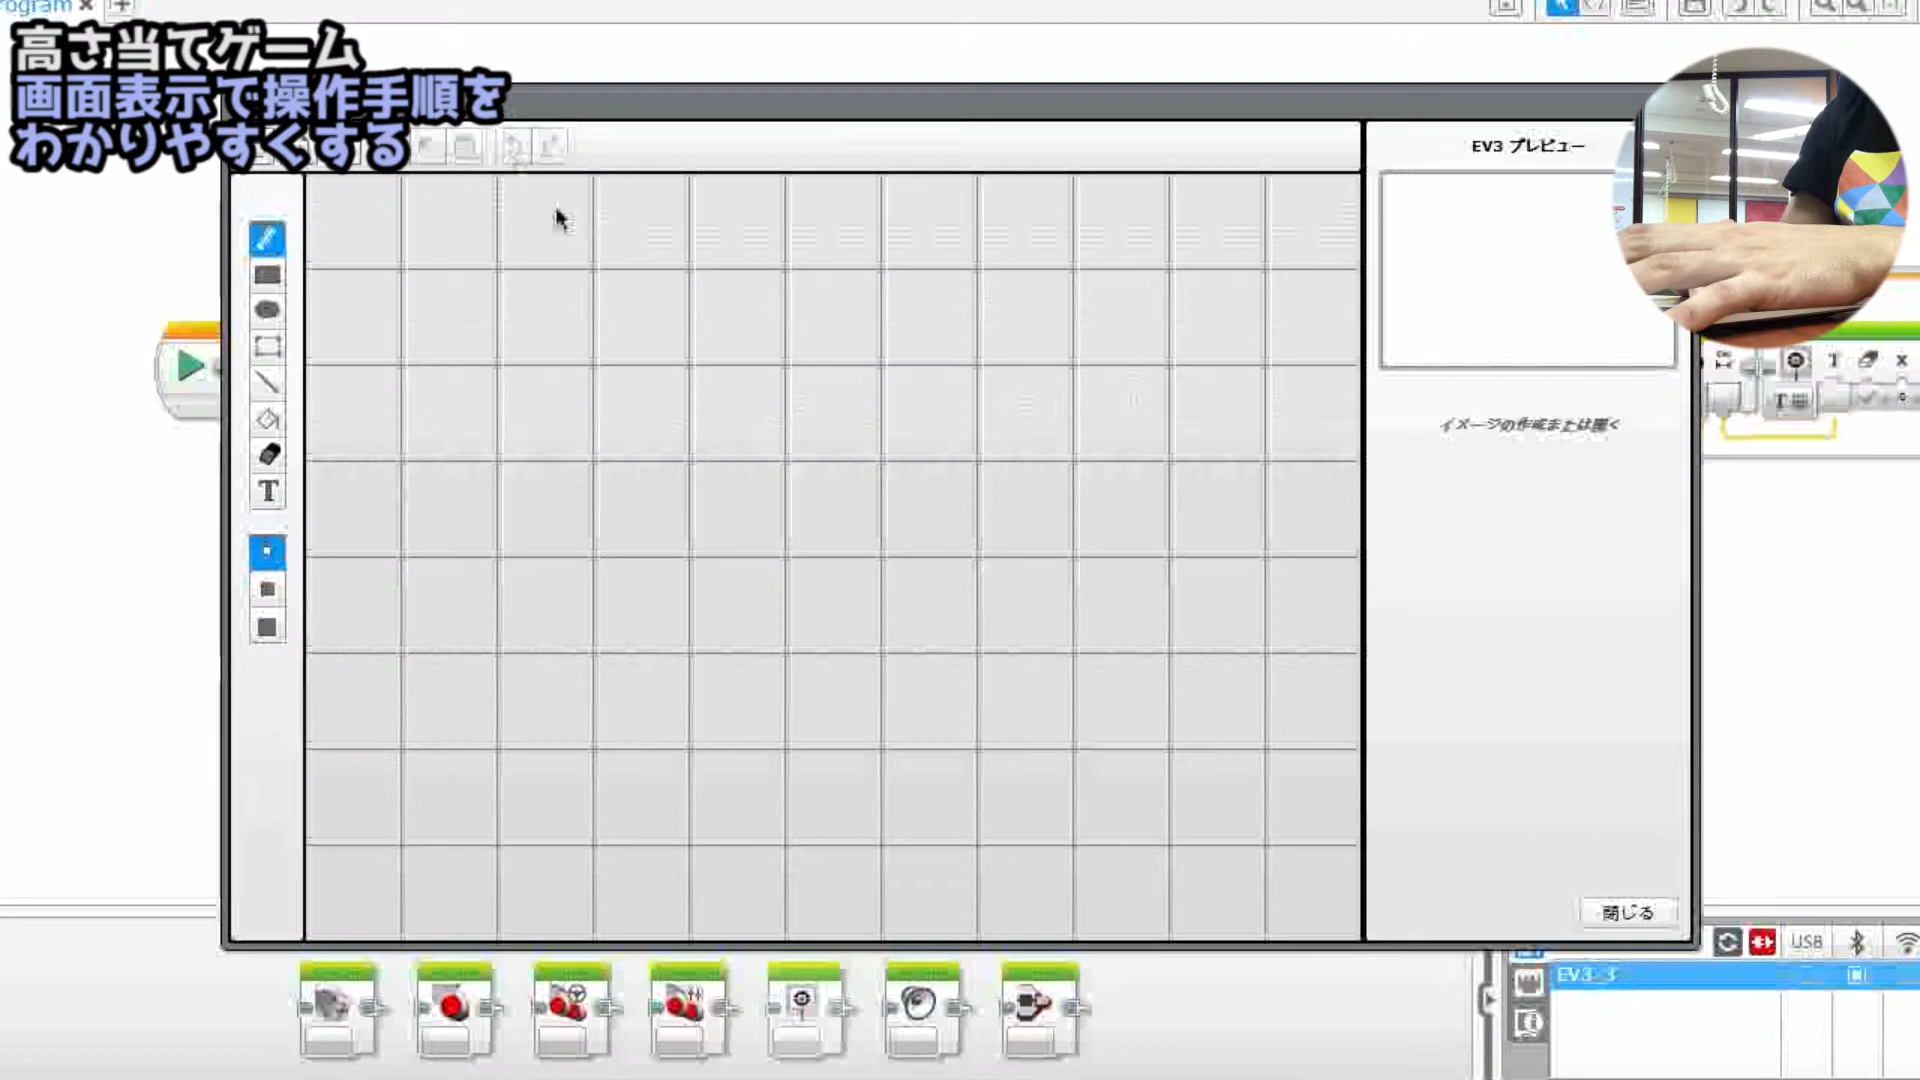 ogram
高さ当てゲーム
画面表示で操作手順を
わかりやすくする
EV3 プレビュー
イメージの作成または開く
T
T
T
閉じる
USB
EV3_3